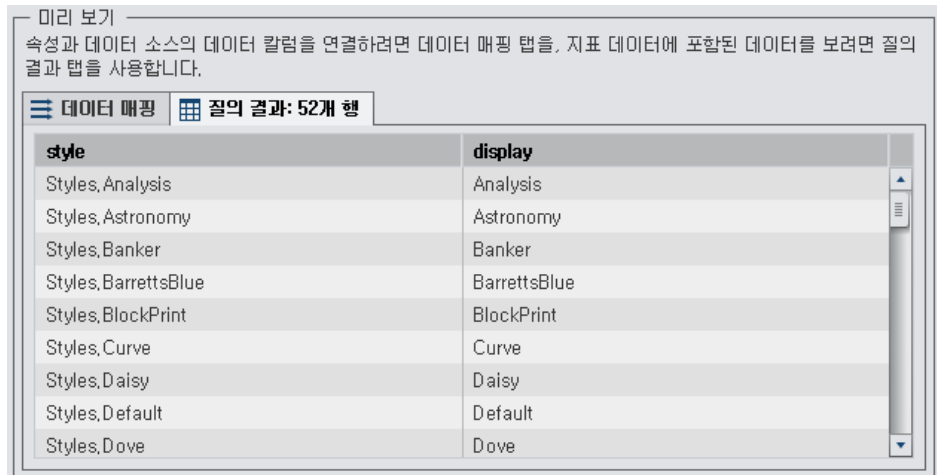 미리 보기
속성과 데이터 소스의 데이터 칼럼을 연결하려면 데이터 매핑 탭을, 지표 데이터에 포함된 데이터를 보려면 질의
결과 탭을 사용합니다.
데이터 매핑 질의 결과: 52개 행
style display
Styles.Analysis Analysis
Styles.Astronomy Astronomy
Styles.Banker Banker
Styles.BarrettsBlue BarrettsBlue
Styles.BlockPrint BlockPrint
Styles.Curve Curve
Styles.Daisy Daisy
Styles.Default Default
Styles.Dove Dove